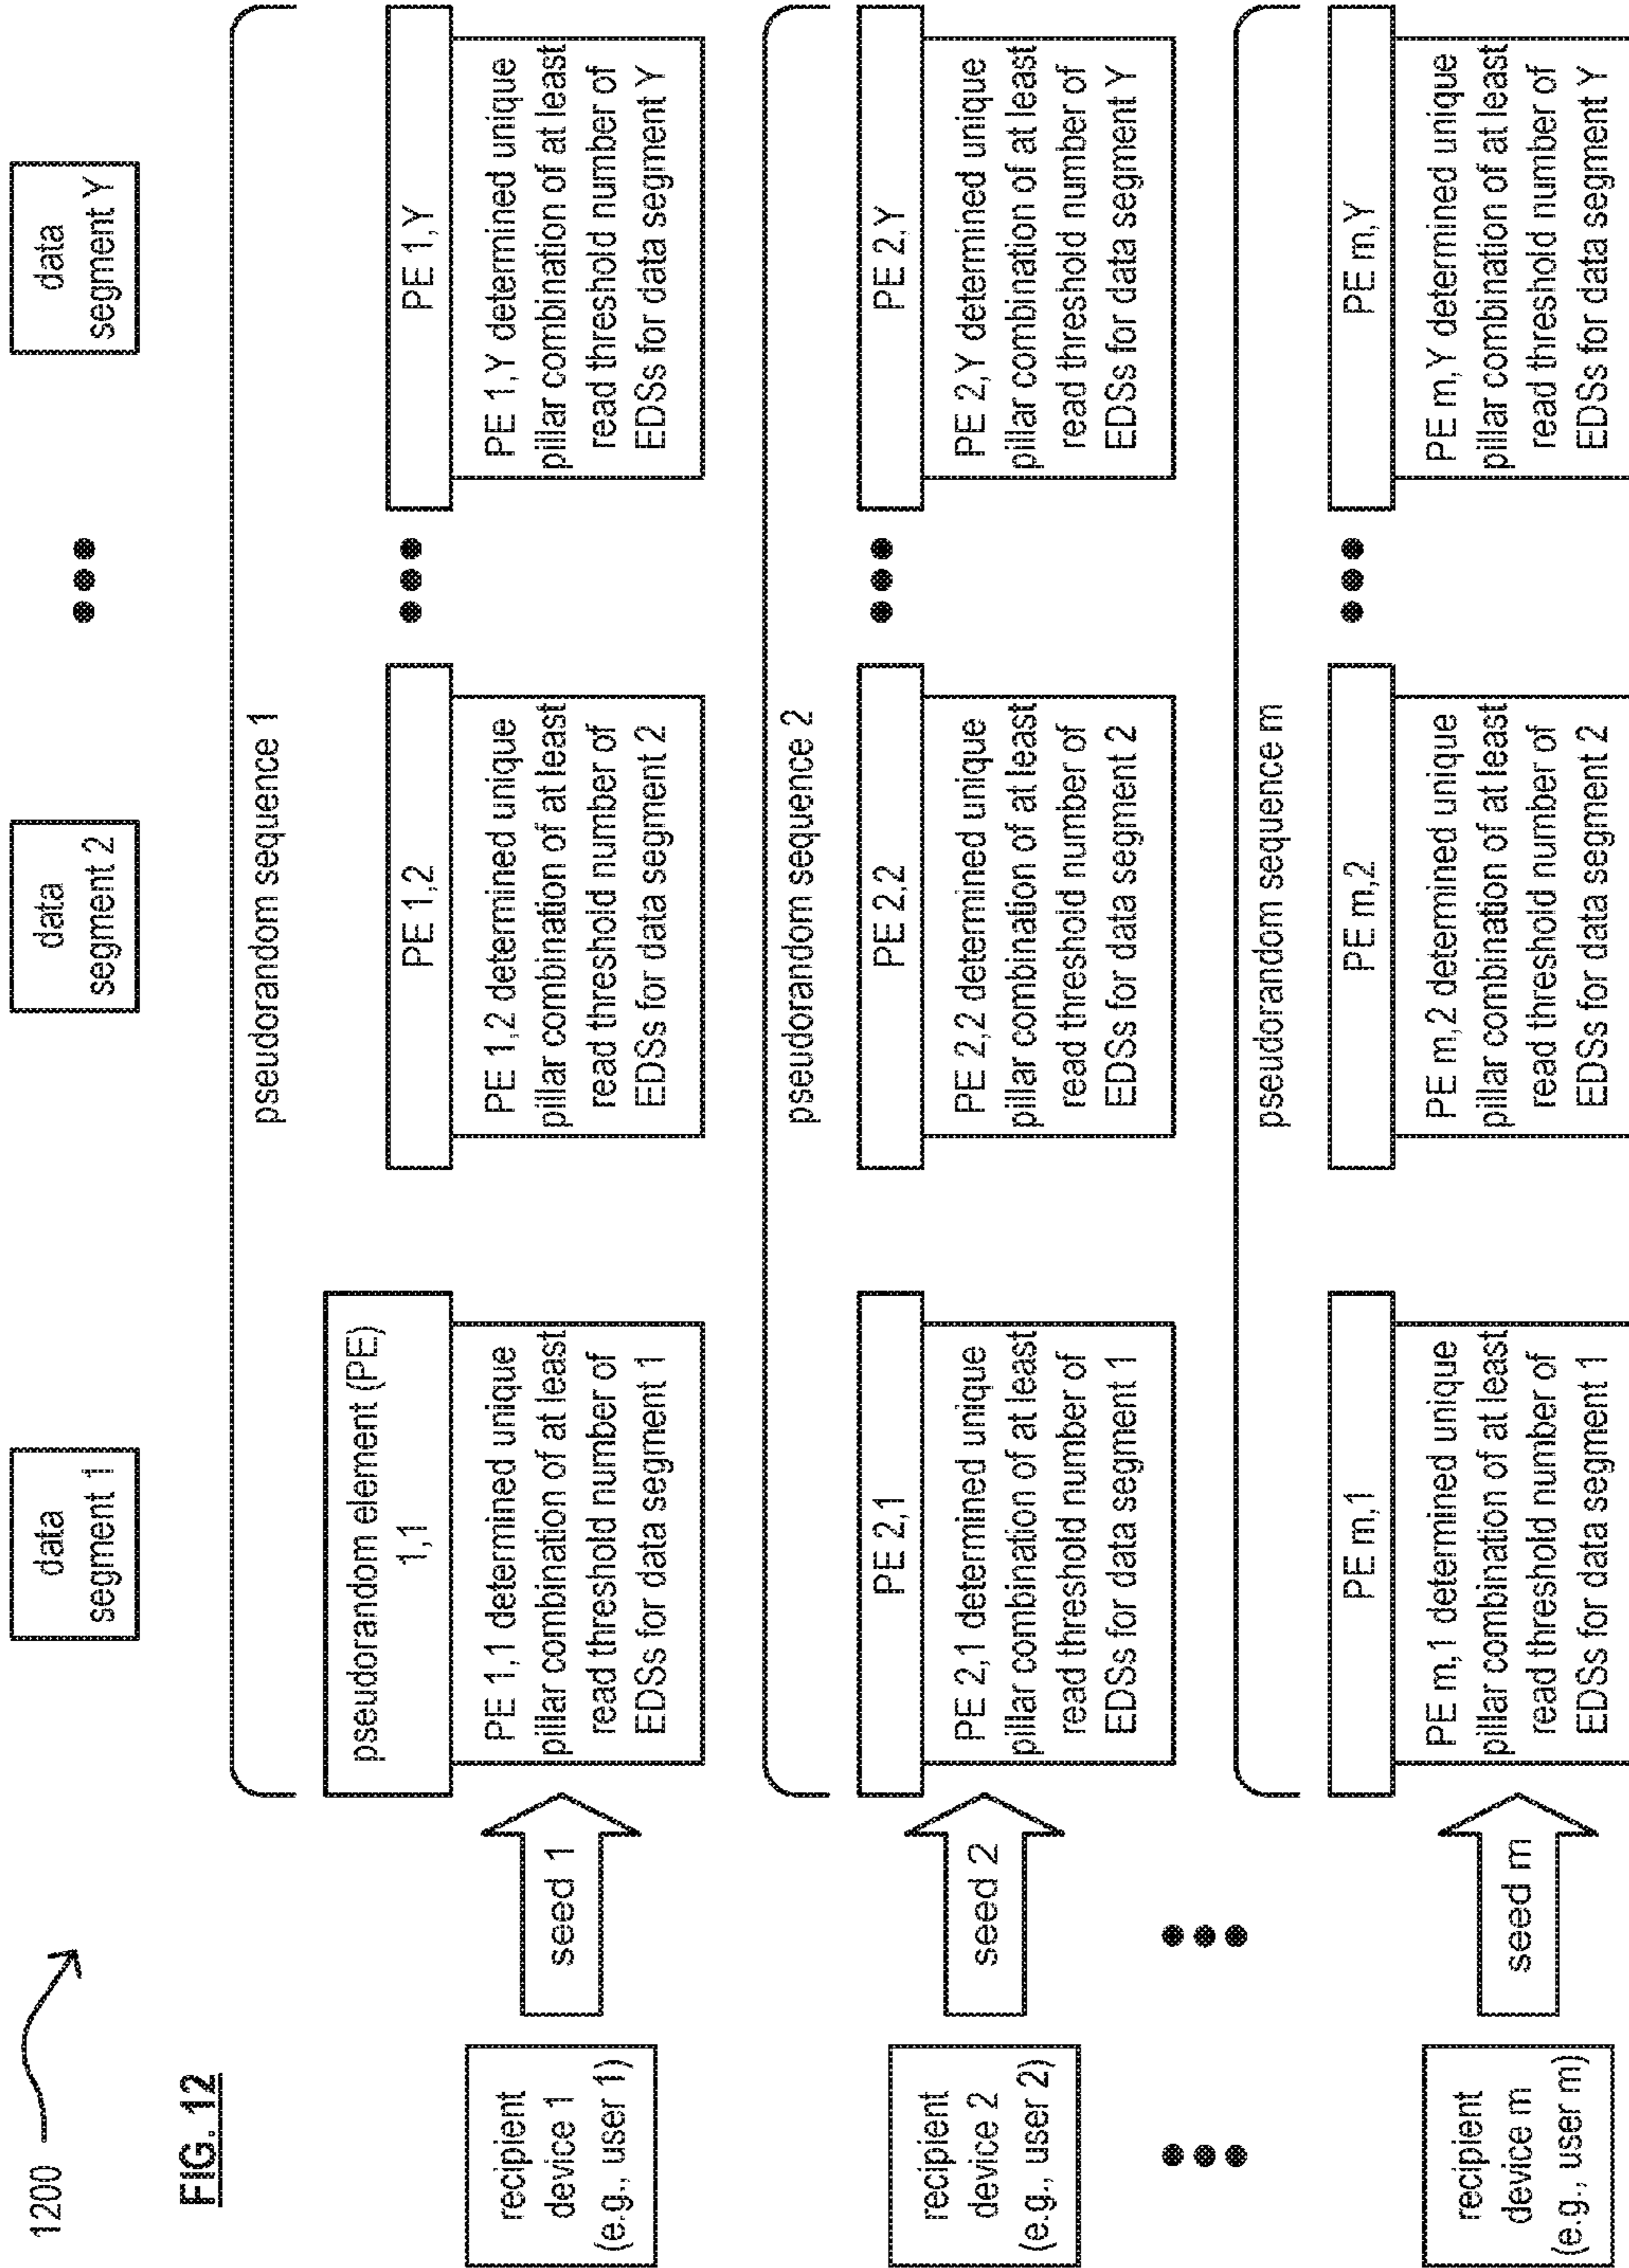 1200
FIG. 12
data
segment 1
data
segment 2
data
segment Y
pseudorandom sequence 1
recipient
device 1
(e.g., user 1)
seed 1
pseudorandom element (PE)
1,1
PE 1,1 determined unique
pillar combination of at least
read threshold number of
EDSs for data segment 1
PE 1,2
PE 1,2 determined unique
pillar combination of at least
read threshold number of
EDSs for data segment 2
PE 1,Y
PE 1,Y determined unique
pillar combination of at least
read threshold number of
EDSs for data segment Y
pseudorandom sequence 2
recipient
device 2
(e.g., user 2)
seed 2
PE 2,1
PE 2,1 determined unique
pillar combination of at least
read threshold number of
EDSs for data segment 1
PE 2,2
PE 2,2 determined unique
pillar combination of at least
read threshold number of
EDSs for data segment 2
PE 2,Y
PE 2,Y determined unique
pillar combination of at least
read threshold number of
EDSs for data segment Y
pseudorandom sequence m
recipient
device m
(e.g., user m)
seed m
PE m,1
PE m,1 determined unique
pillar combination of at least
read threshold number of
EDSs for data segment 1
PE m,2
PE m,2 determined unique
pillar combination of at least
read threshold number of
EDSs for data segment 2
PE m,Y
PE m,Y determined unique
pillar combination of at least
read threshold number of
EDSs for data segment Y